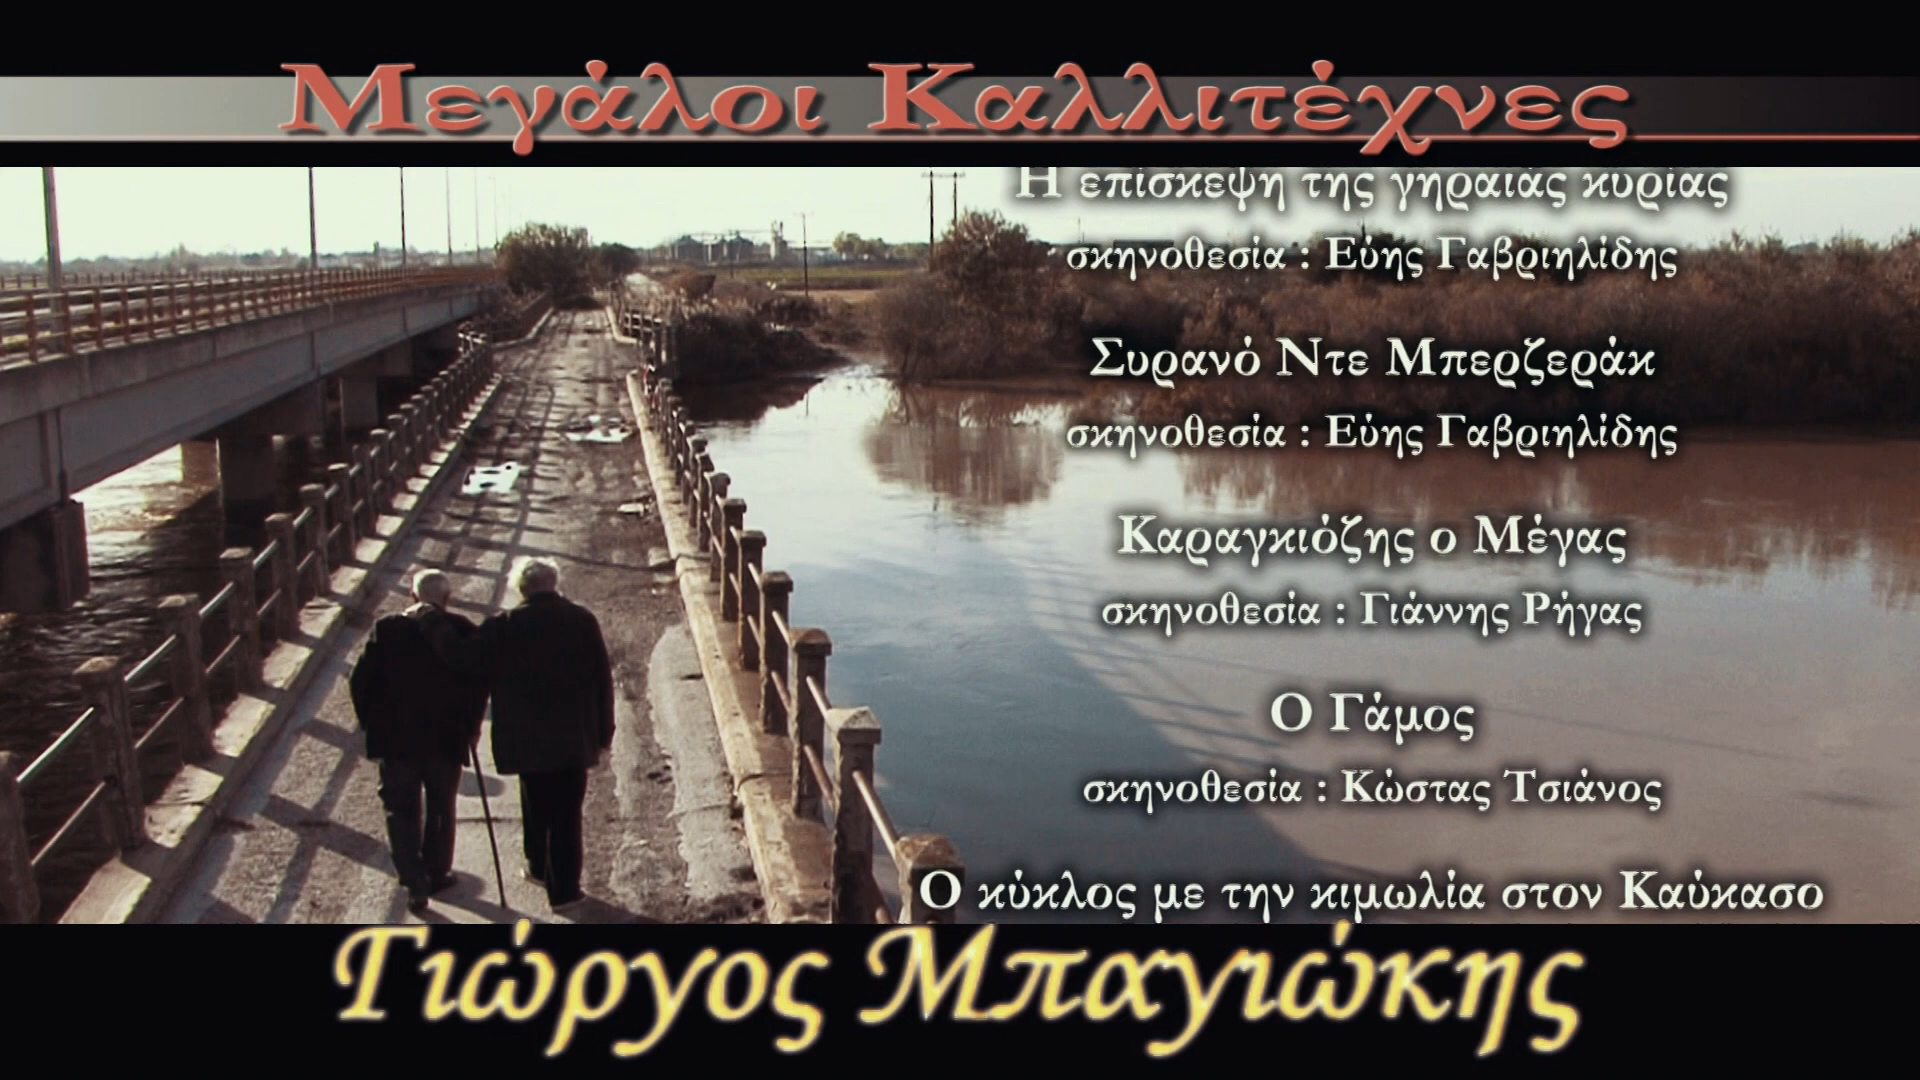 Μεγάλοι Καλλιτέχνες
Η επίσκεψη της γηραιάς κυρίας
σκηνοθεσία : Εύης Γαβριηλίδης
Συρανό Ντε Μπερζεράκ
σκηνοθεσία : Εύης Γαβριηλίδης
Καραγκιόζης ο Μέγας
σκηνοθεσία : Γιάννης Ρήγας
Ο Γάμος
σκηνοθεσία : Κώστας Τσιάνος
Ο κύκλος με την κιμωλία στον Καύκασο
Γιώργος Μπαγιώκης